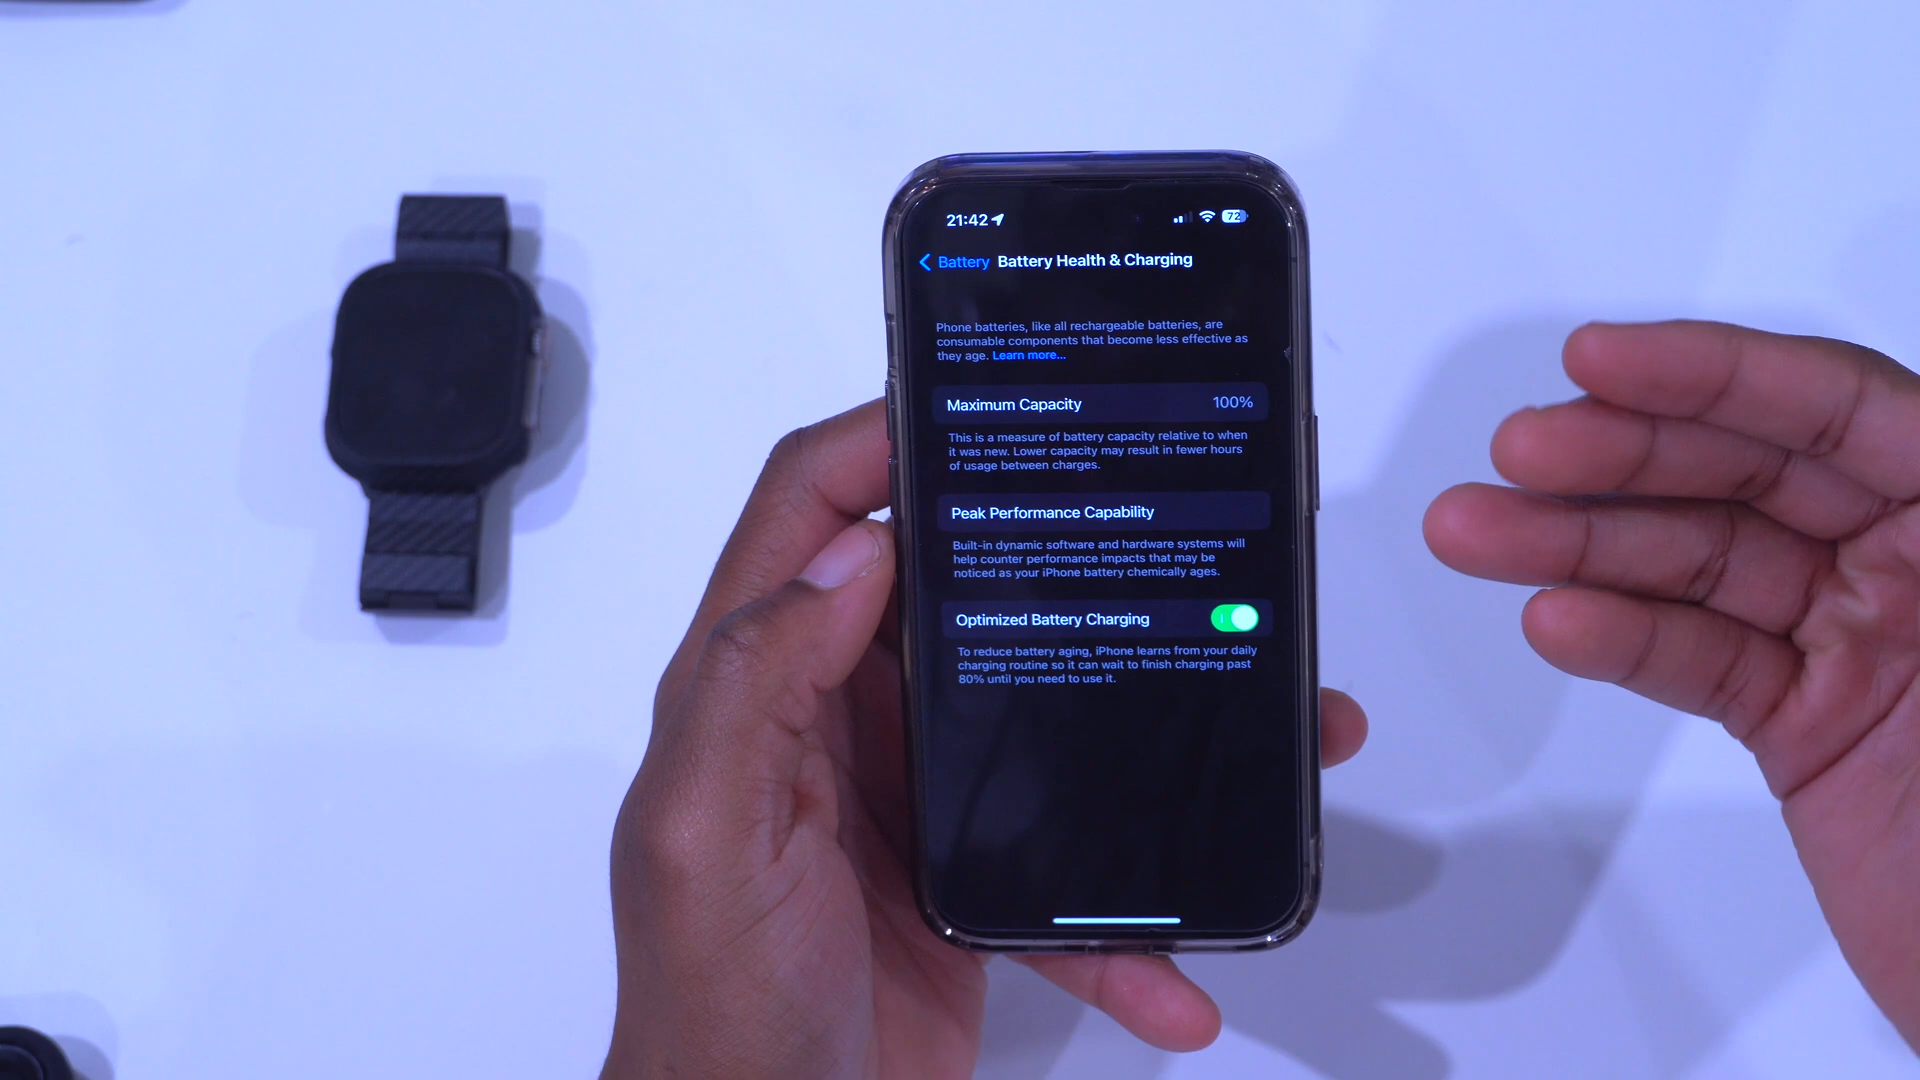 21:42
72
Battery Battery Health & Charging
Phone batteries, like all rechargeable batteries, are
consumable components that become less effective as
they age. Learn more...
Maximum Capacity 100%
This is a measure of battery capacity relative to when
it was new. Lower capacity may result in fewer hours
of usage between charges.
Peak Performance Capability
Built-in dynamic software and hardware systems will
help counter performance impacts that may be
noticed as your iPhone battery chemically ages.
Optimized Battery Charging
To reduce battery aging, iPhone learns from your daily
charging routine so it can wait to finish charging past
80% until you need to use it.